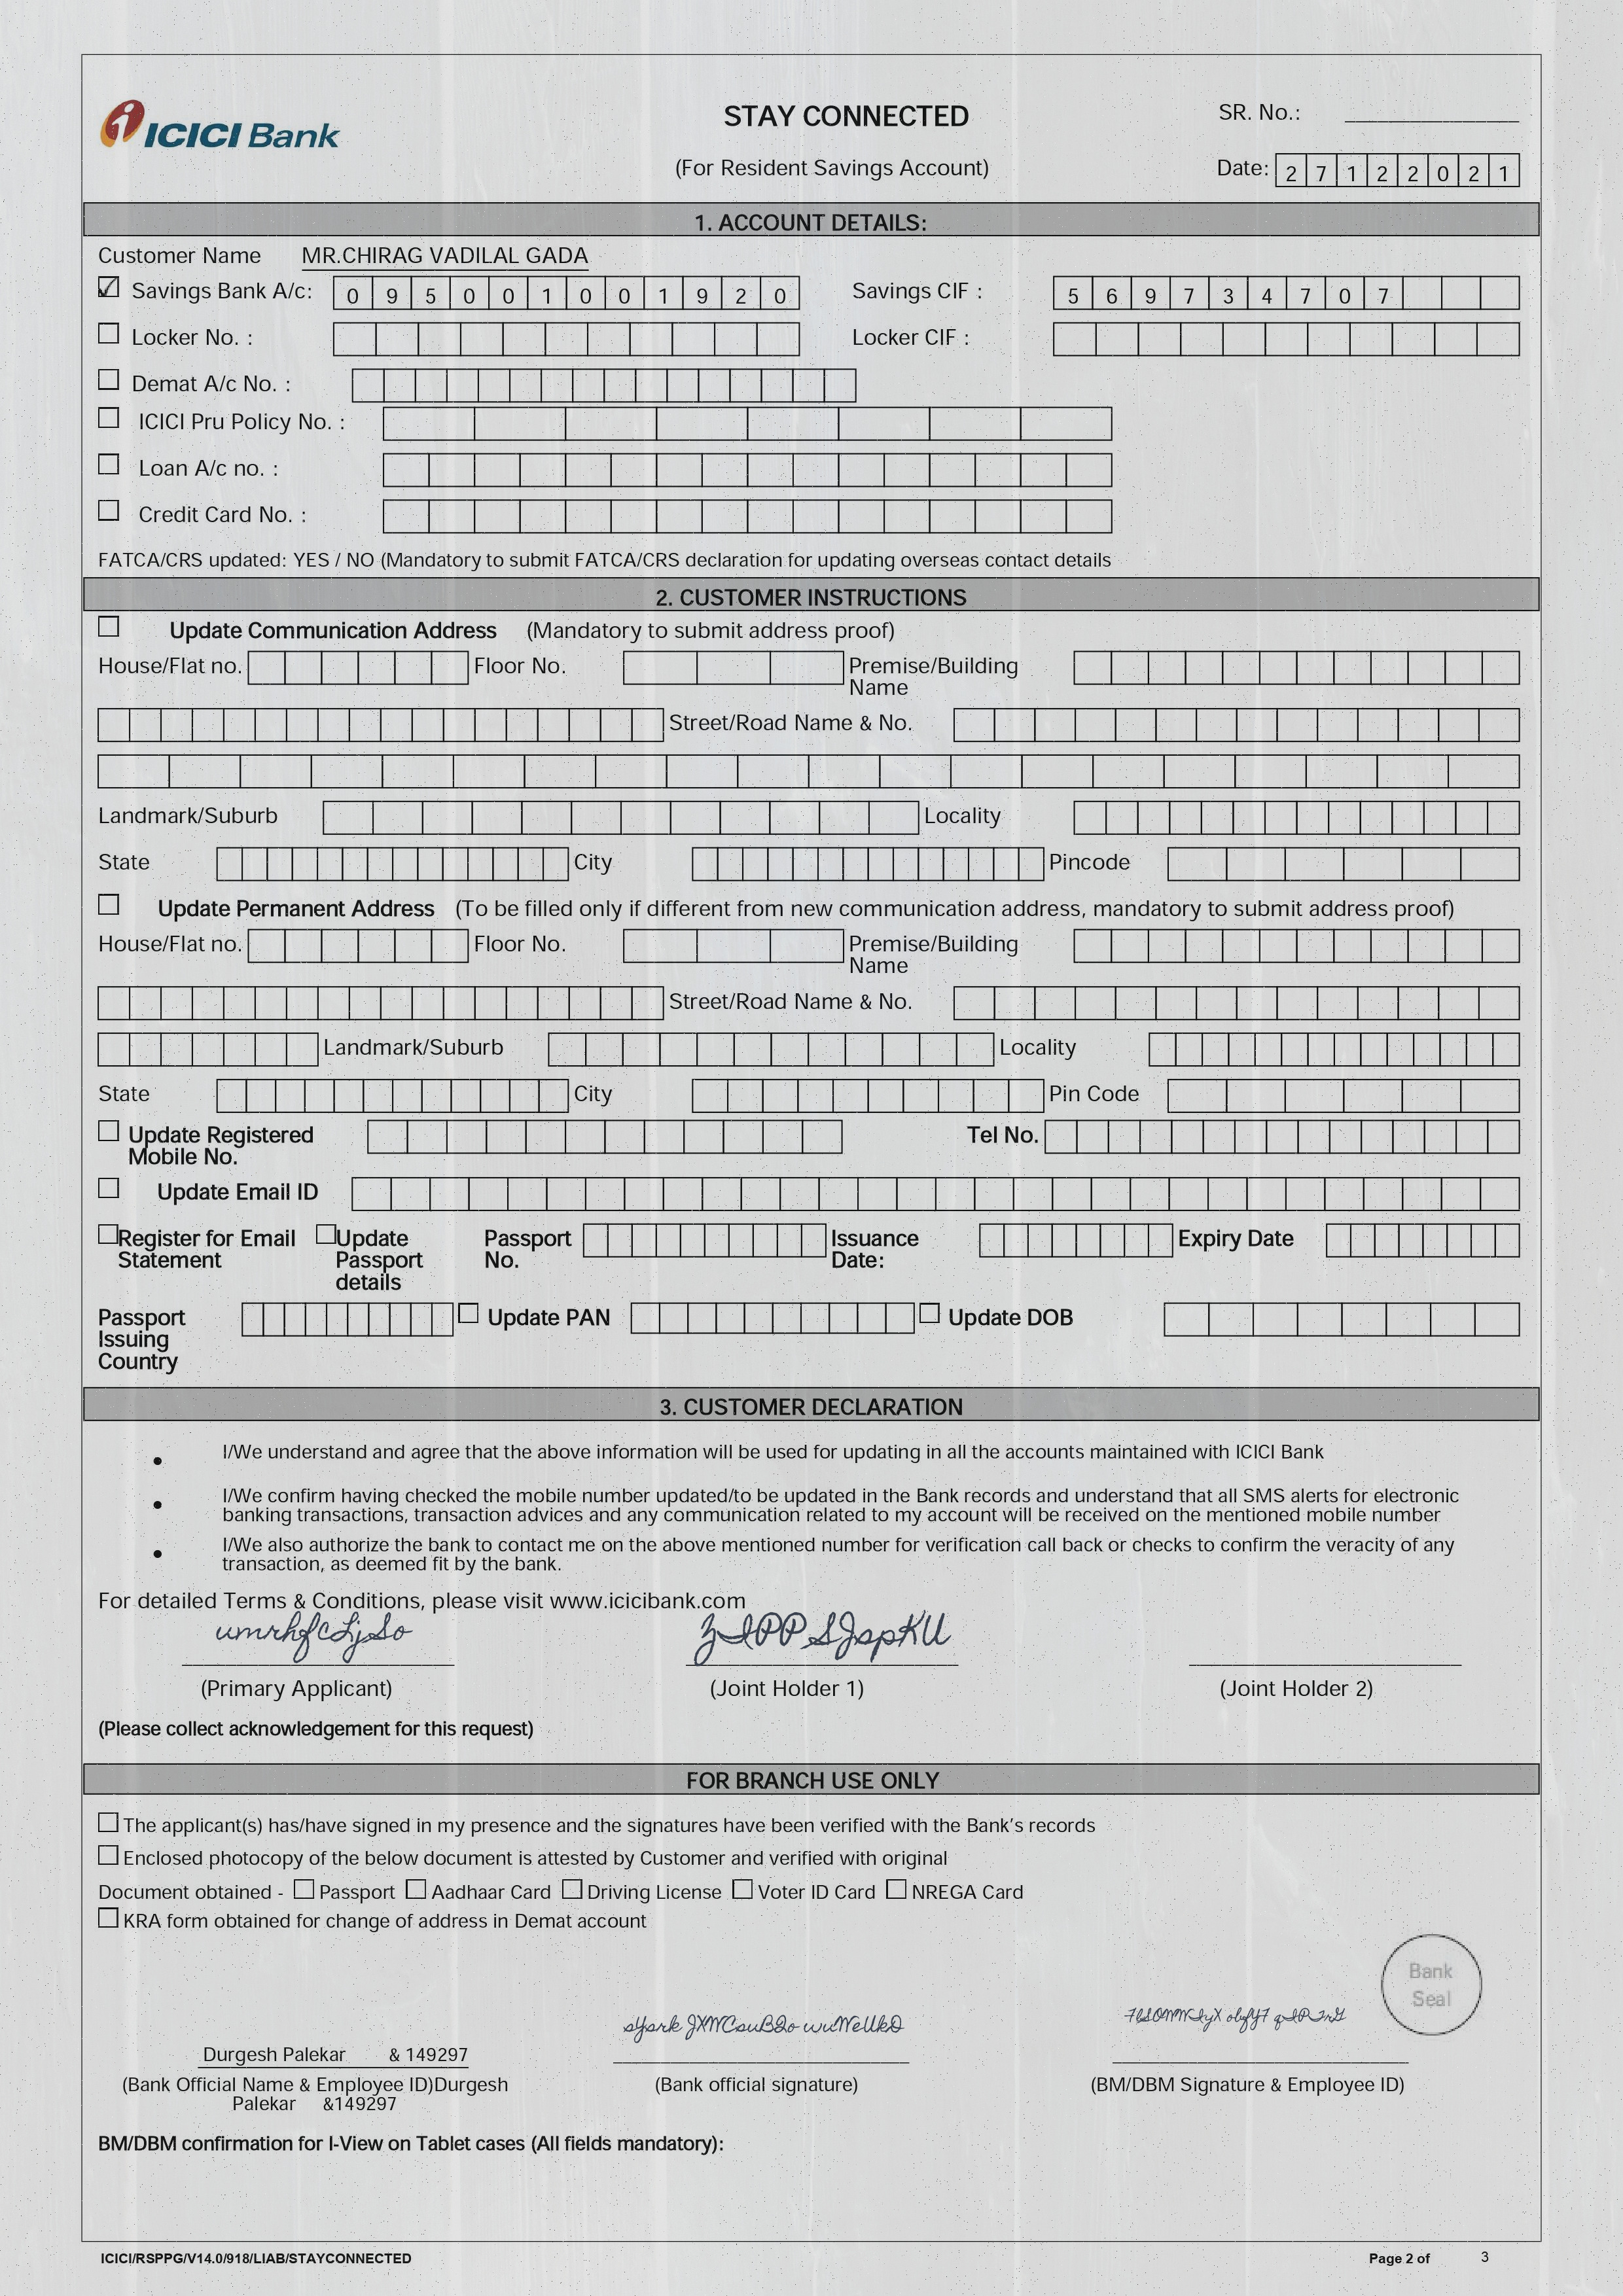 ICICI Bank
STAY CONNECTED
(For Resident Savings Account)
SR. No.:
Date: 2 7 1 2 2 0 2 1
1. ACCOUNT DETAILS:
Customer Name MR.CHIRAG VADILAL GADA
Savings Bank A/c: 0 9 5 0 0 1 0 0 1 9 2 0 Savings CIF : 5 6 9 7 3 4 7 0 7
Locker No. : Locker CIF :
Demat A/c No. :
ICICI Pru Policy No. :
Loan A/c no. :
Credit Card No. :
FATCA/CRS updated: YES / NO (Mandatory to submit FATCA/CRS declaration for updating overseas contact details
2. CUSTOMER INSTRUCTIONS
Update Communication Address (Mandatory to submit address proof)
House/Flat no. Floor No. Premise/Building
Name
Street/Road Name & No.
Landmark/Suburb Locality
State City Pincode
Update Permanent Address (To be filled only if different from new communication address, mandatory to submit address proof)
House/Flat no. Floor No. Premise/Building
Name
Street/Road Name & No.
Landmark/Suburb Locality
State City Pin Code
Update Registered Tel No.
Mobile No.
Update Email ID
Register for Email Update Passport Issuance Expiry Date
Statement Passport No. Date:
details
Passport Update PAN Update DOB
Issuing
Country
3. CUSTOMER DECLARATION
• I/We understand and agree that the above information will be used for updating in all the accounts maintained with ICICI Bank
• I/We confirm having checked the mobile number updated/to be updated in the Bank records and understand that all SMS alerts for electronic
banking transactions, transaction advices and any communication related to my account will be received on the mentioned mobile number
• I/We also authorize the bank to contact me on the above mentioned number for verification call back or checks to confirm the veracity of any
transaction, as deemed fit by the bank.
For detailed Terms & Conditions, please visit www.icicibank.com
(Primary Applicant) (Joint Holder 1) (Joint Holder 2)
(Please collect acknowledgement for this request)
FOR BRANCH USE ONLY
The applicant(s) has/have signed in my presence and the signatures have been verified with the Bank's records
Enclosed photocopy of the below document is attested by Customer and verified with original
Document obtained - Passport Aadhaar Card Driving License Voter ID Card NREGA Card
KRA form obtained for change of address in Demat account
Bank
Seal
Durgesh Palekar & 149297
(Bank Official Name & Employee ID)Durgesh (Bank official signature) (BM/DBM Signature & Employee ID)
Palekar &149297
BM/DBM confirmation for I-View on Tablet cases (All fields mandatory):
ICICI/RSPPG/V14.0/918/LIAB/STAYCONNECTED Page 2 of 3